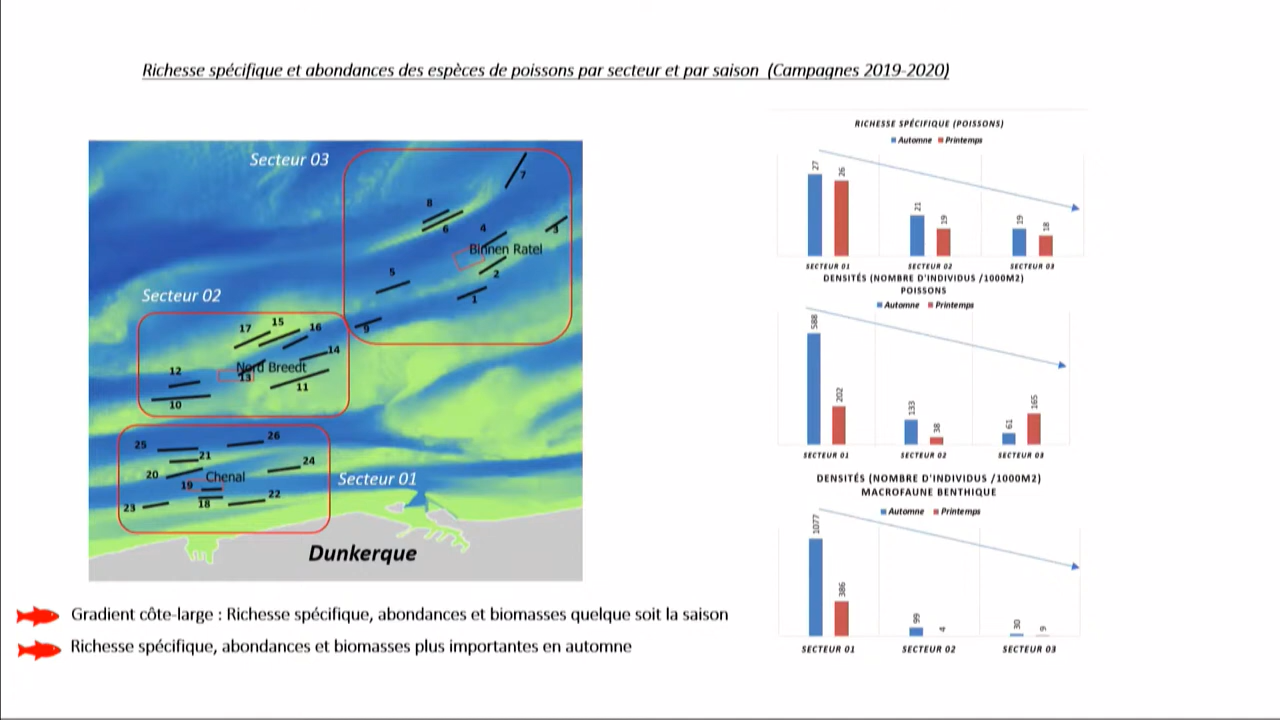 Richesse spécifique et abondances des espèces de poissons par secteur et par saison (Campagnes 2019-2020)
Secteur 03
7
8
6
4
3
Binnen Ratel
5
2
1
9
Secteur 02
17
15
16
14
Nord Breedt
13
12
11
10
25
26
21
24
20
Chenal
19
22
18
23
Secteur 01
Dunkerque
RICHESSE SPÉCIFIQUE (POISSONS)
Automne Printemps
27
26
21
19
19
18
SECTEUR 01 SECTEUR 02 SECTEUR 03
DENSITÉS (NOMBRE D'INDIVIDUS /1000M2)
POISSONS
Automne Printemps
588
202
133
38
61
165
SECTEUR 01 SECTEUR 02 SECTEUR 03
DENSITÉS (NOMBRE D'INDIVIDUS /1000M2)
MACROFAUNE BENTHIQUE
Automne Printemps
1077
386
99
4
30
9
SECTEUR 01 SECTEUR 02 SECTEUR 03
Gradient côte-large : Richesse spécifique, abondances et biomasses quelque soit la saison
Richesse spécifique, abondances et biomasses plus importantes en automne